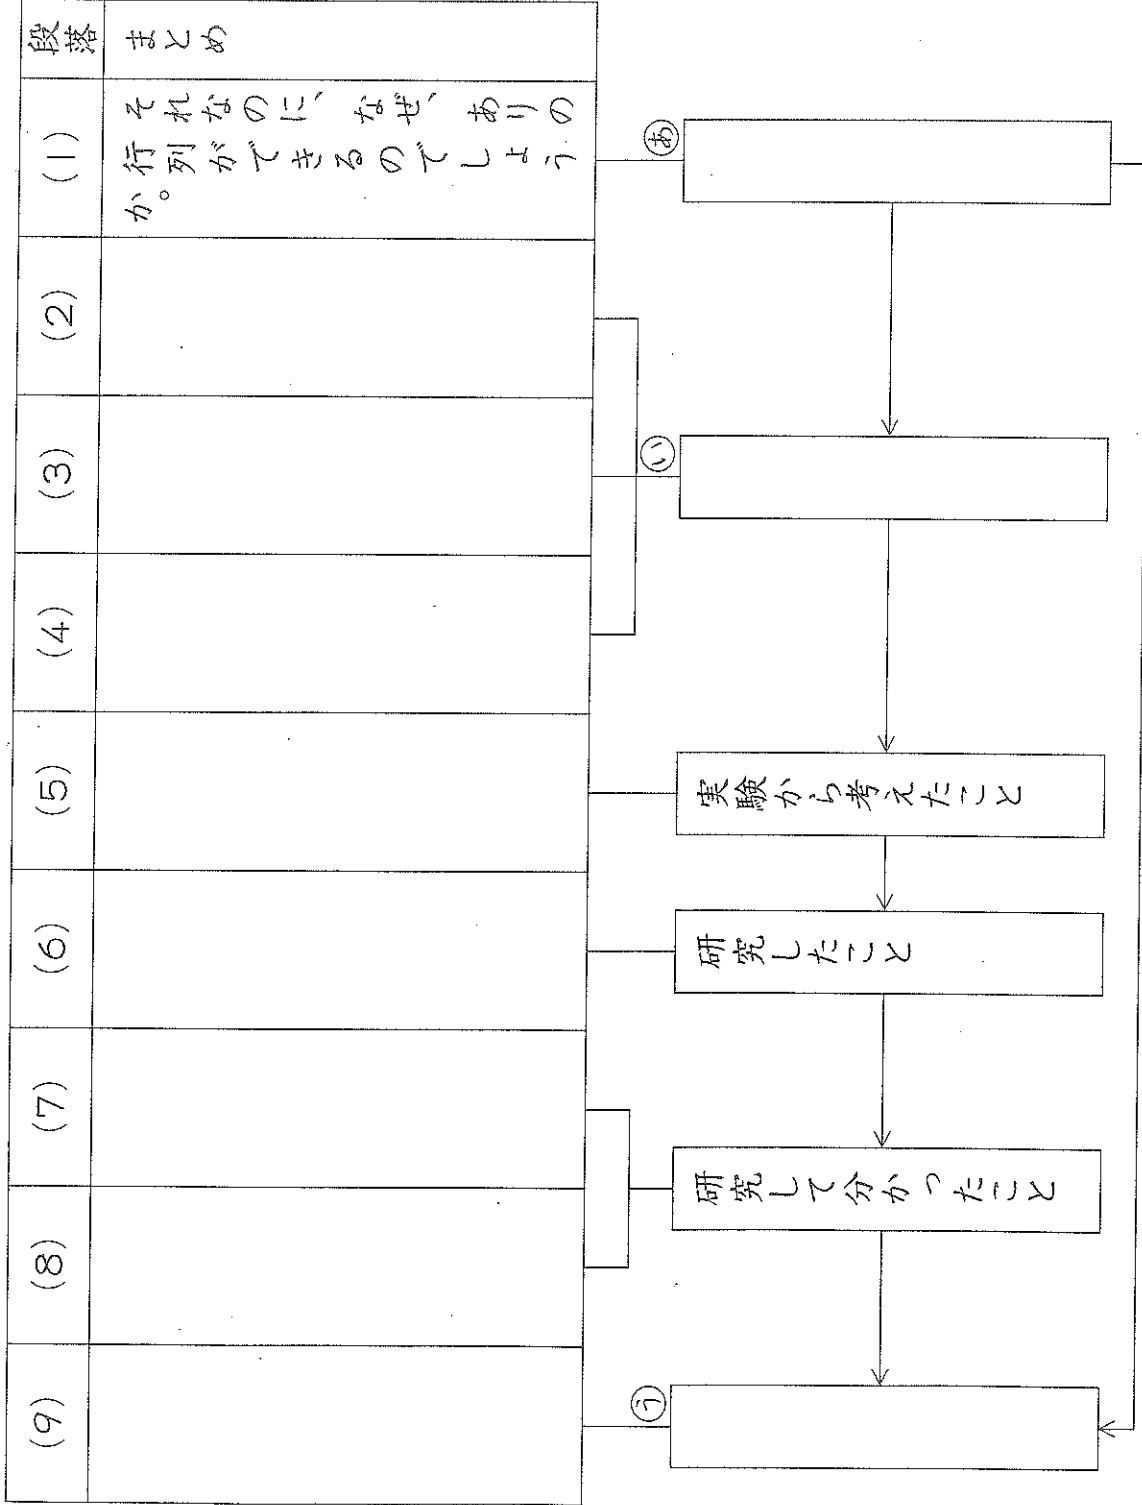 段落
まとめ
(1)
それなのに、なぜ、ありの
行列ができるのでしょう
か。
(2)
(3)
(4)
(5)
(6)
(7)
(8)
(9)
あ
い
実験から考えたこと
研究したこと
研究して分かったこと
う